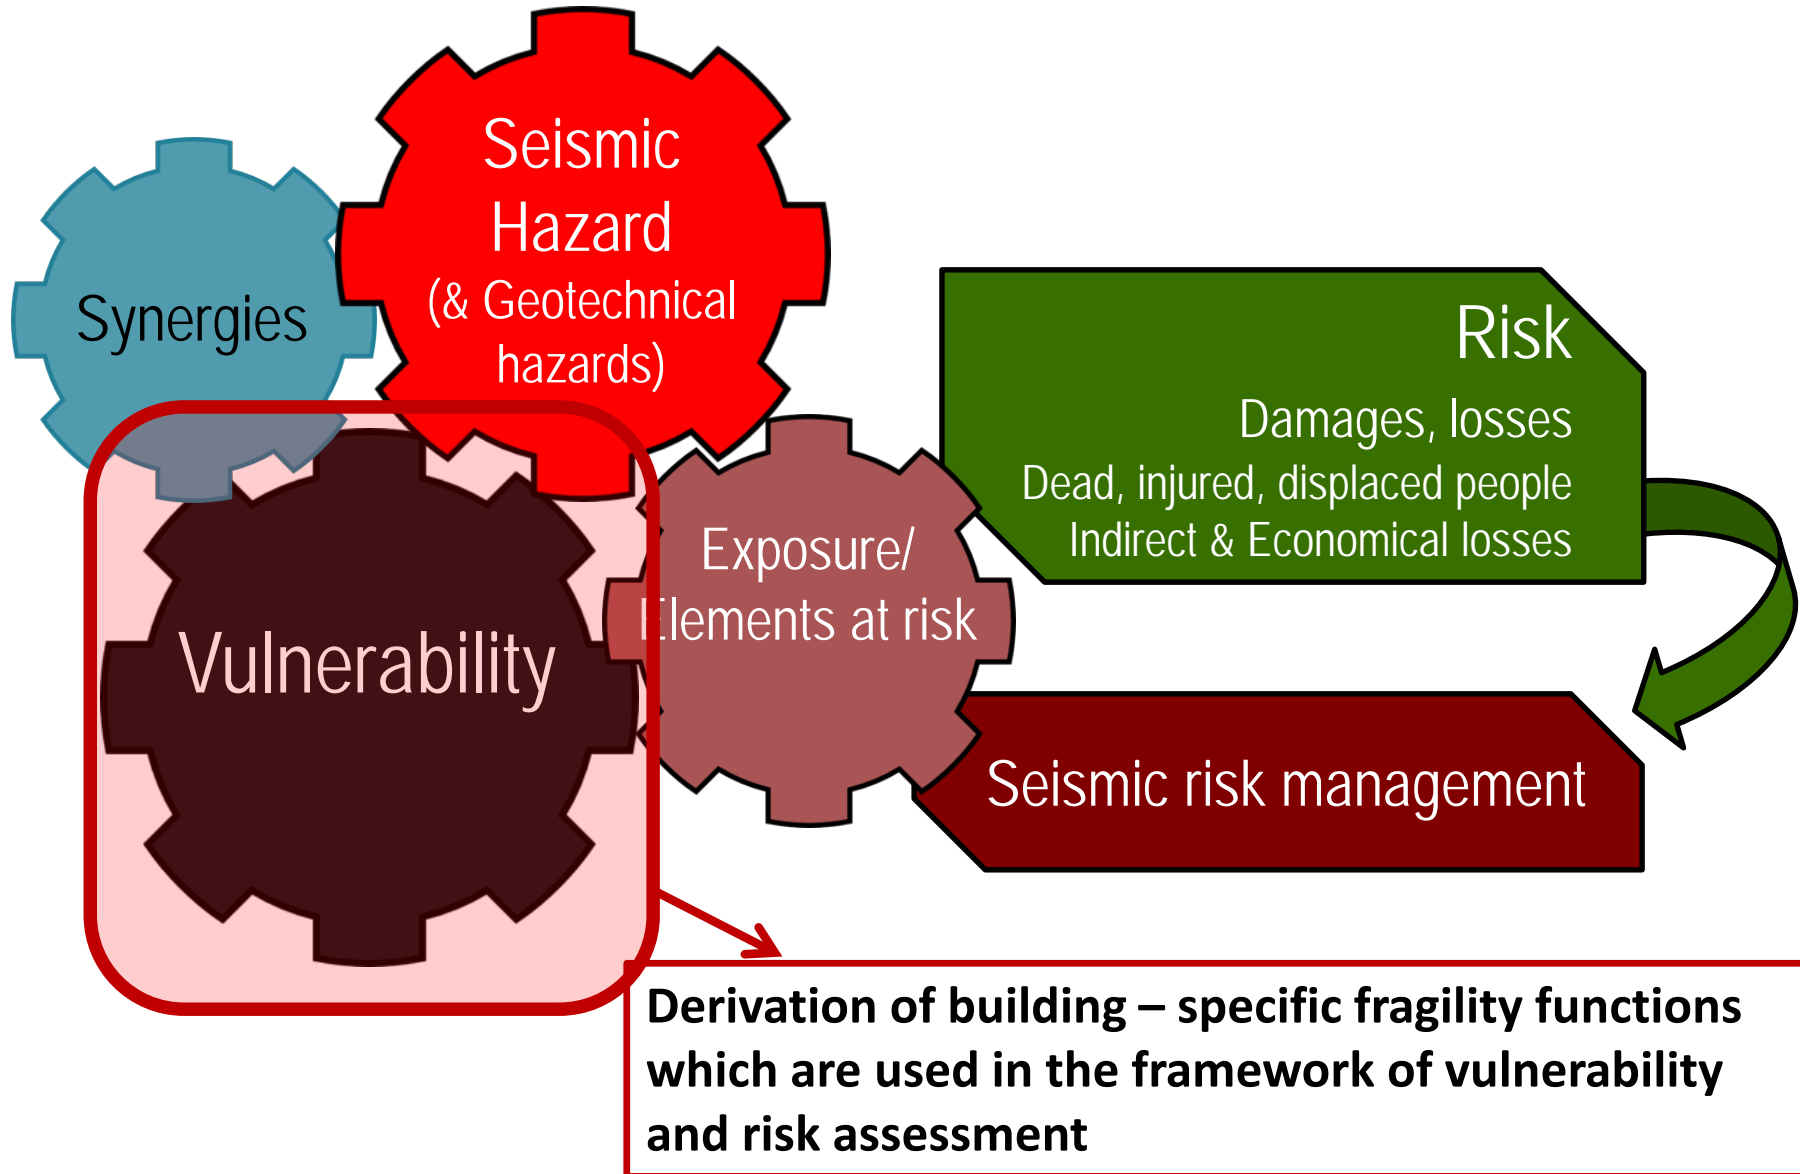 Seismic
Hazard
(& Geotechnical
hazards)
Synergies
Risk
Damages, losses
Dead, injured, displaced people
Indirect & Economical losses
Exposure/
Elements at risk
Vulnerability
Seismic risk management
Derivation of building – specific fragility functions
which are used in the framework of vulnerability
and risk assessment